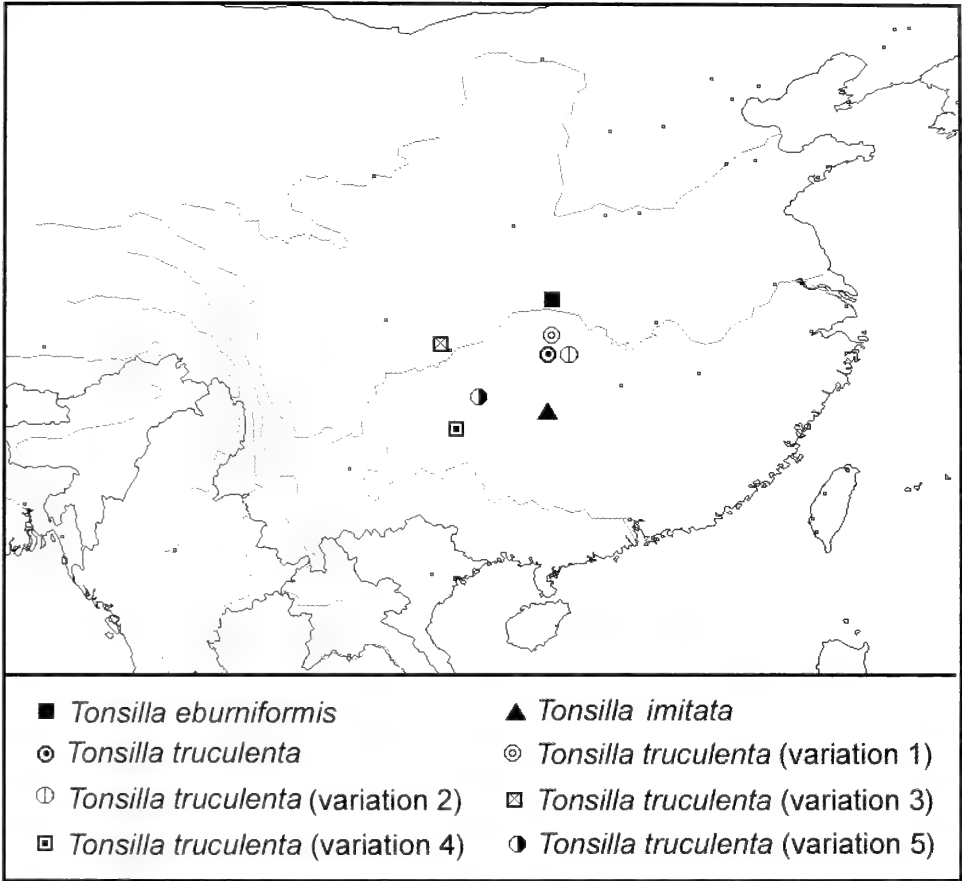 Tonsilla eburniformis
Tonsilla imitata
Tonsilla truculenta
Tonsilla truculenta (variation 1)
Tonsilla truculenta (variation 2)
Tonsilla truculenta (variation 3)
Tonsilla truculenta (variation 4)
Tonsilla truculenta (variation 5)